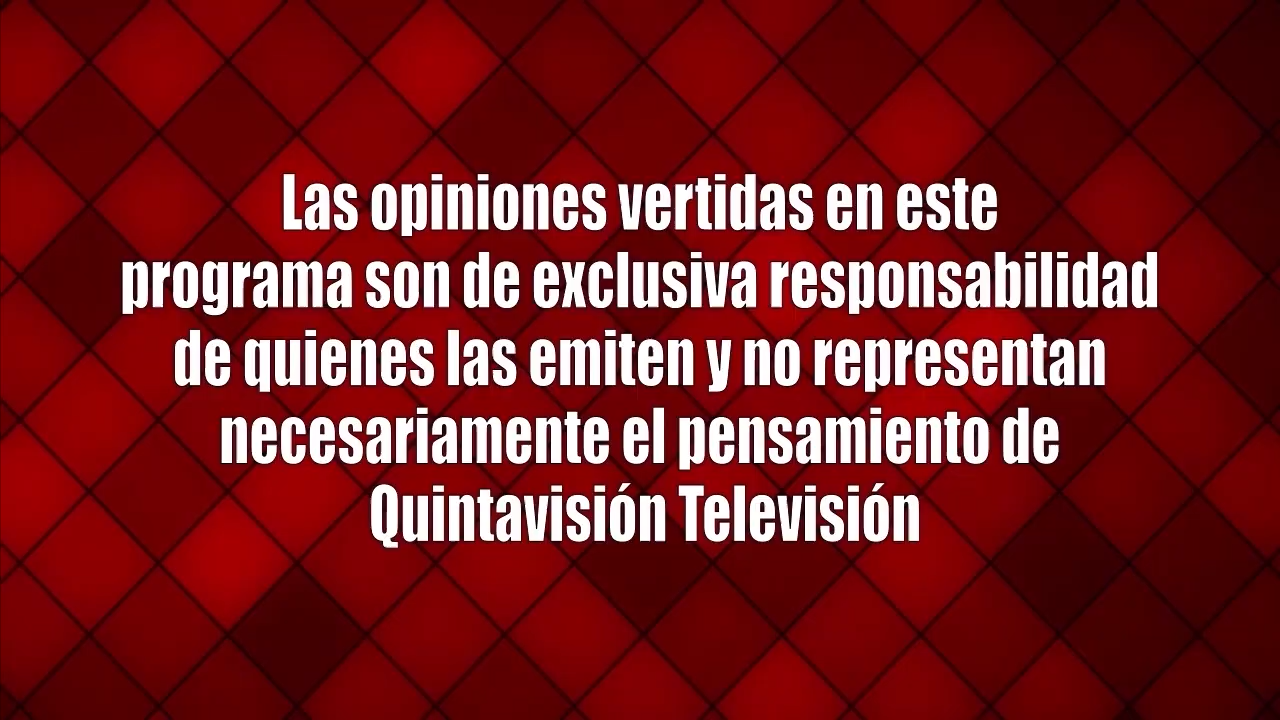 Las opiniones vertidas en este
programa son de exclusiva responsabilidad
de quienes las emiten y no representan
necesariamente el pensamiento de
Quintavisión Televisión